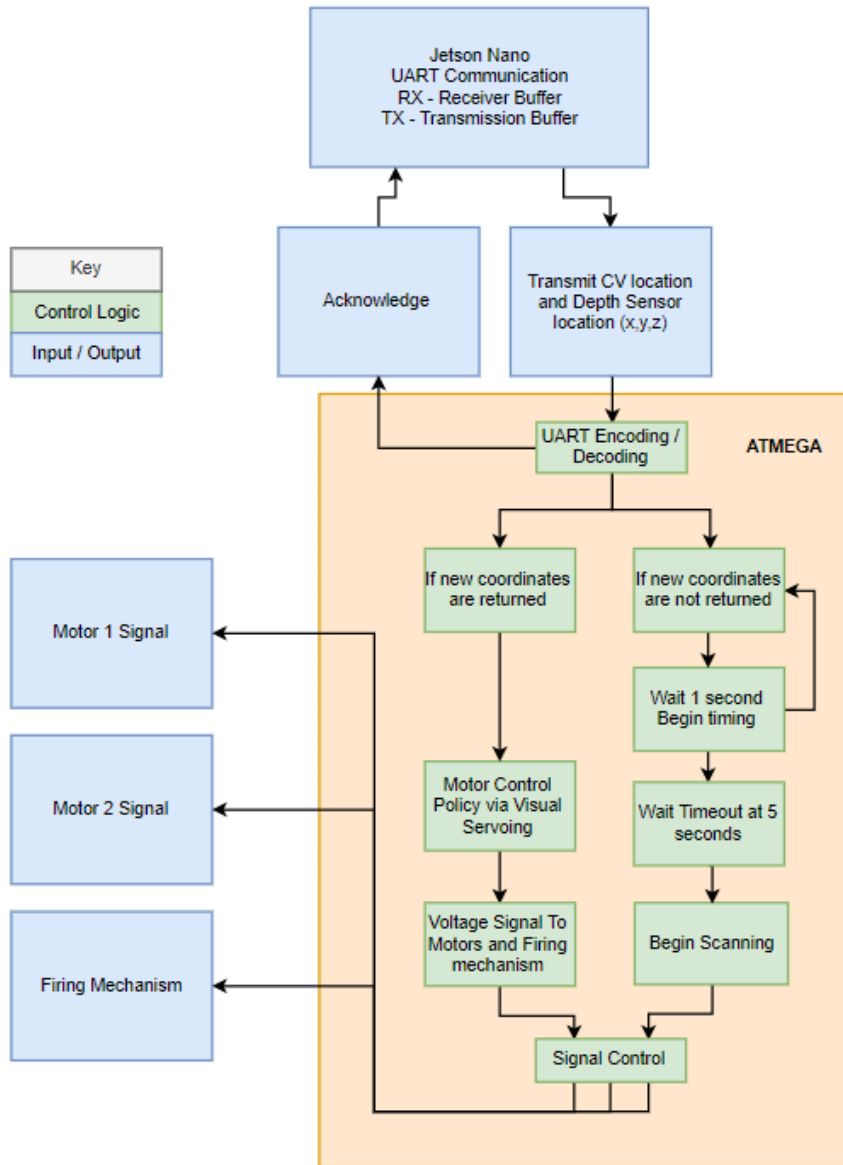 Jetson Nano
UART Communication
RX - Receiver Buffer
TX - Transmission Buffer
Key
Control Logic
Input / Output
Acknowledge
Transmit CV location
and Depth Sensor
location (x,y,z)
UART Encoding /
Decoding
ATMEGA
If new coordinates
are returned
If new coordinates
are not returned
Motor 1 Signal
Wait 1 second
Begin timing
Motor 2 Signal
Motor Control
Policy via Visual
Servoing
Wait Timeout at 5
seconds
Voltage Signal To
Motors and Firing
mechanism
Begin Scanning
Firing Mechanism
Signal Control